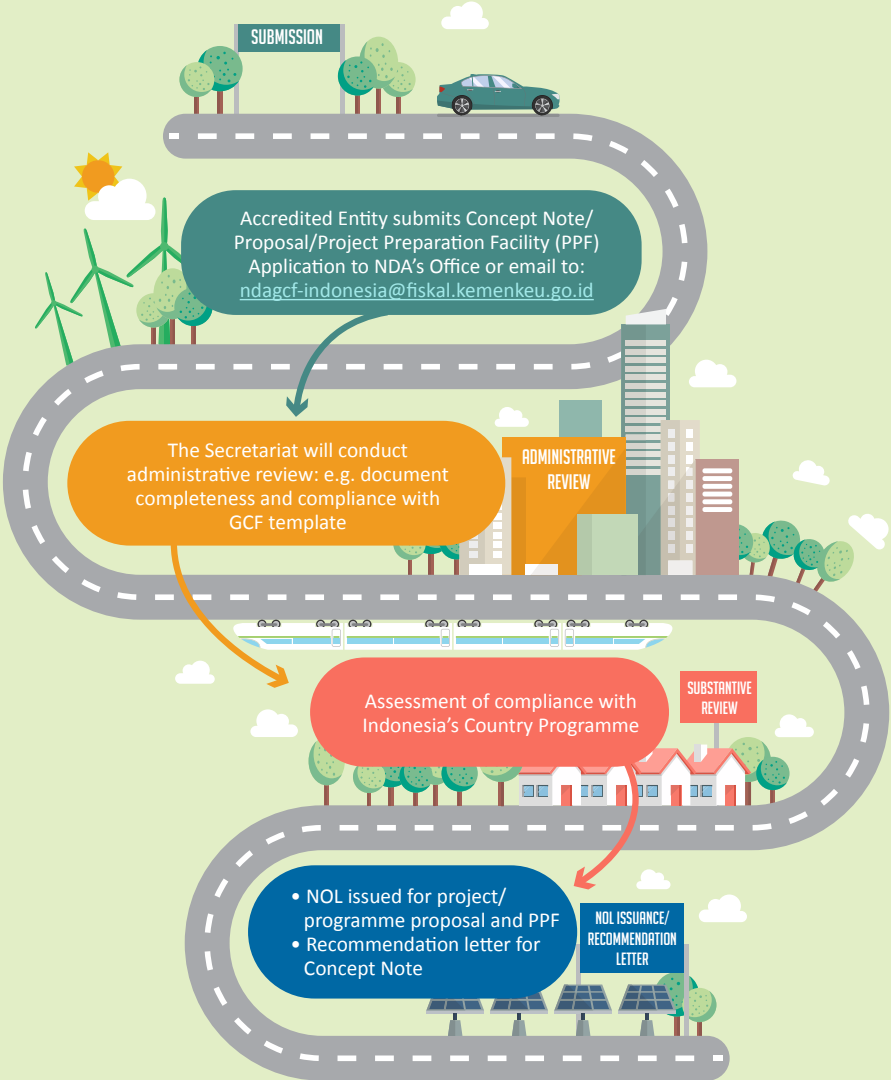 SUBMISSION
Accredited Entity submits Concept Note/
Proposal/Project Preparation Facility (PPF)
Application to NDA’s Office or email to:
ndagcf-indonesia@fiskal.kemenkeu.go.id
The Secretariat will conduct
administrative review: e.g. document
completeness and compliance with
GCF template
ADMINISTRATIVE
REVIEW
Assessment of compliance with
Indonesia’s Country Programme
SUBSTANTIVE
REVIEW
• NOL issued for project/
programme proposal and PPF
• Recommendation letter for
Concept Note
NOL ISSUANCE/
RECOMMENDATION
LETTER